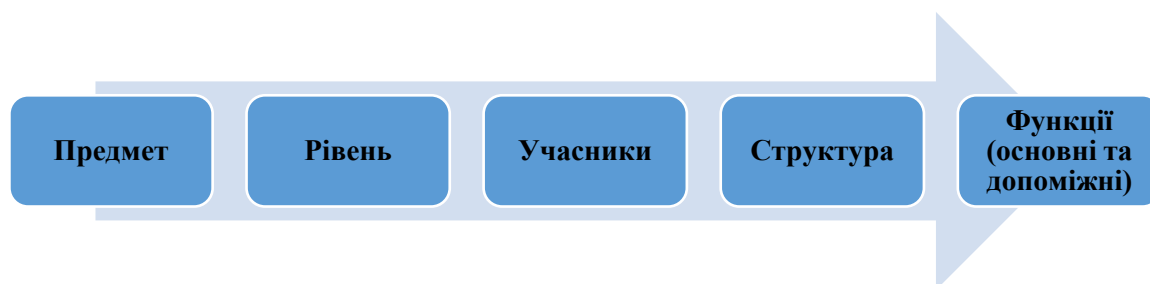 Предмет
Рівень
Учасники
Структура
Функції
(основні та
допоміжні)